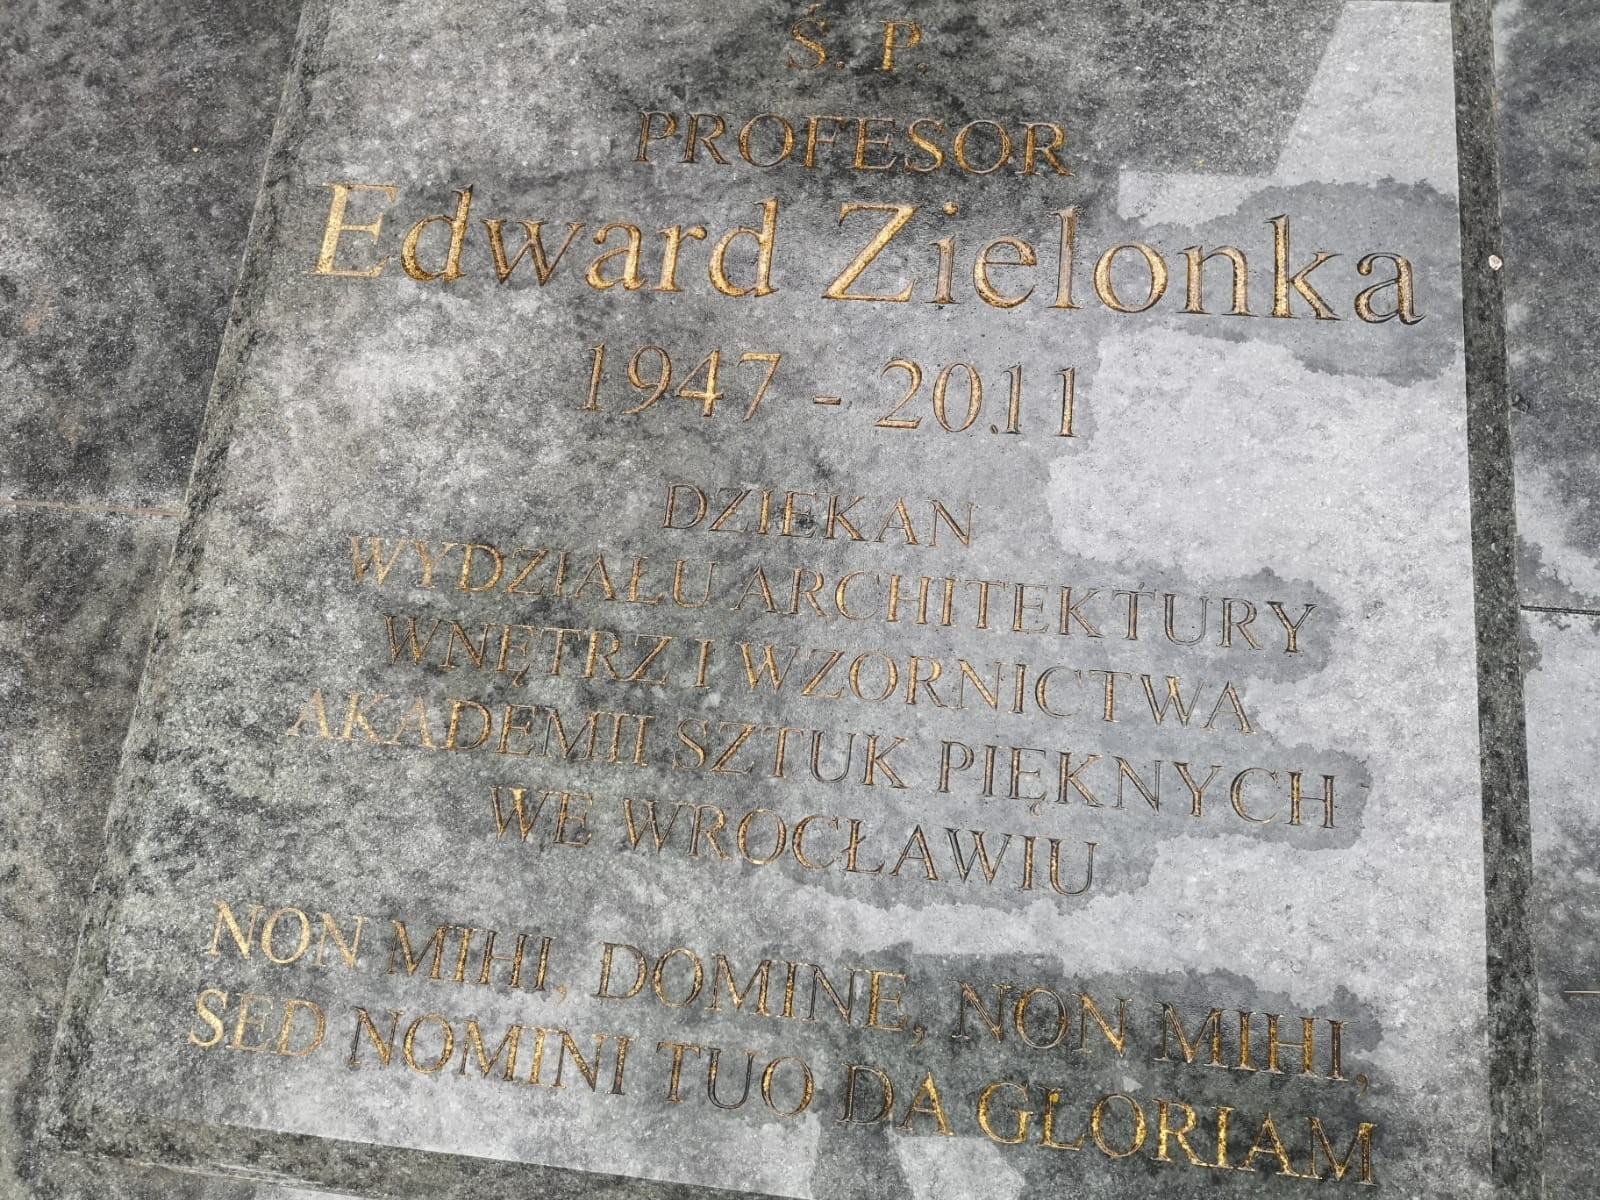 Ś. P.
PROFESOR
Edward Zielonka
1947 - 2011
DZIEKAN
WYDZIAŁU ARCHITEKTURY
WNĘTRZ I WZORNICTWA
AKADEMII SZTUK PIĘKNYCH
WE WROCŁAWIU
NON MIHI, DOMINE, NON MIHI,
SED NOMINI TUO DA GLORIAM